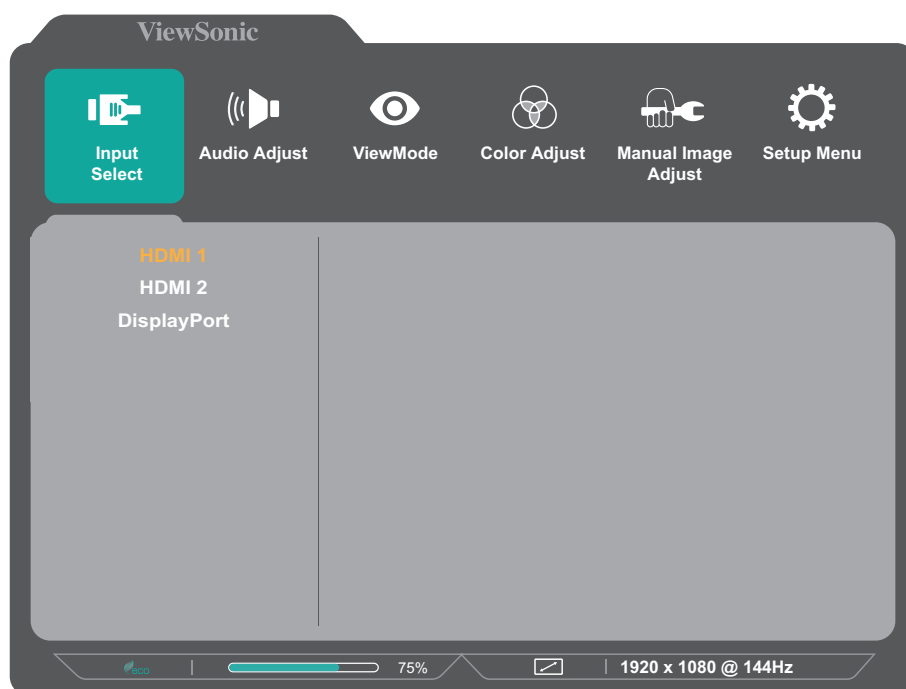 ViewSonic
Input
Select
Audio Adjust
ViewMode
Color Adjust
Manual Image
Adjust
Setup Menu
HDMI 1
HDMI 2
DisplayPort
eco
75%
1920 x 1080 @ 144Hz